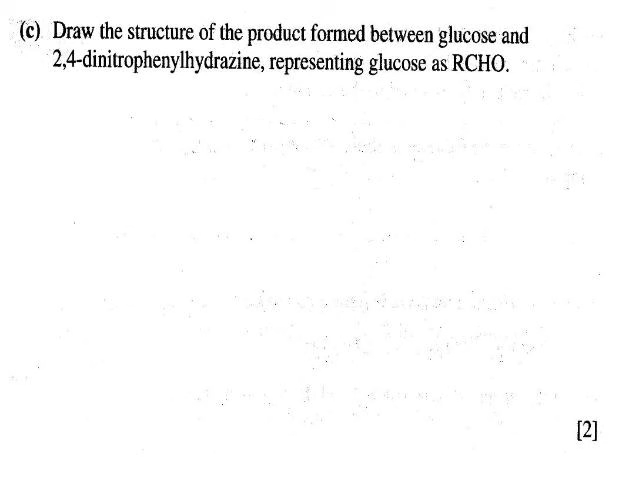 (c) Draw the structure of the product formed between glucose and
2,4-dinitrophenylhydrazine, representing glucose as RCHO.
[2]